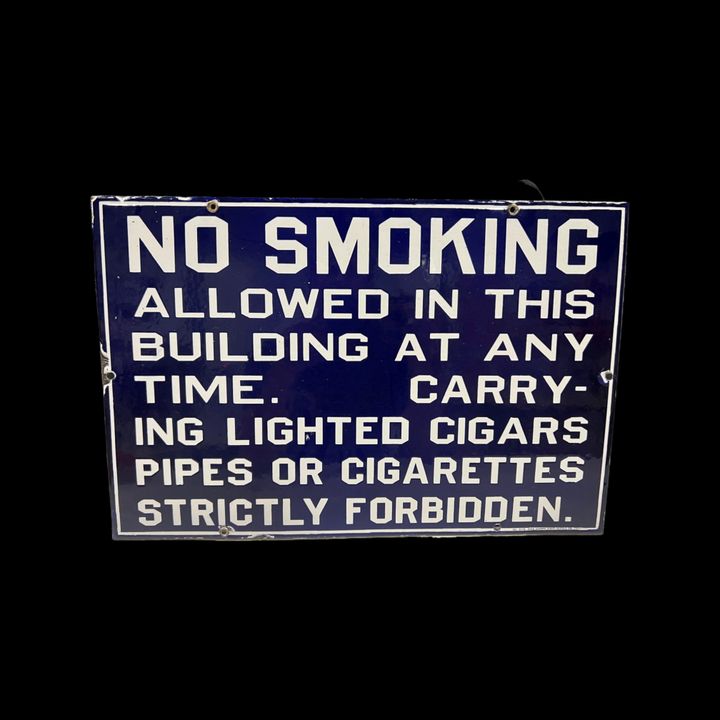 NO SMOKING
ALLOWED IN THIS
BUILDING AT ANY
TIME. CARRY-
ING LIGHTED CIGARS
PIPES OR CIGARETTES
STRICTLY FORBIDDEN.